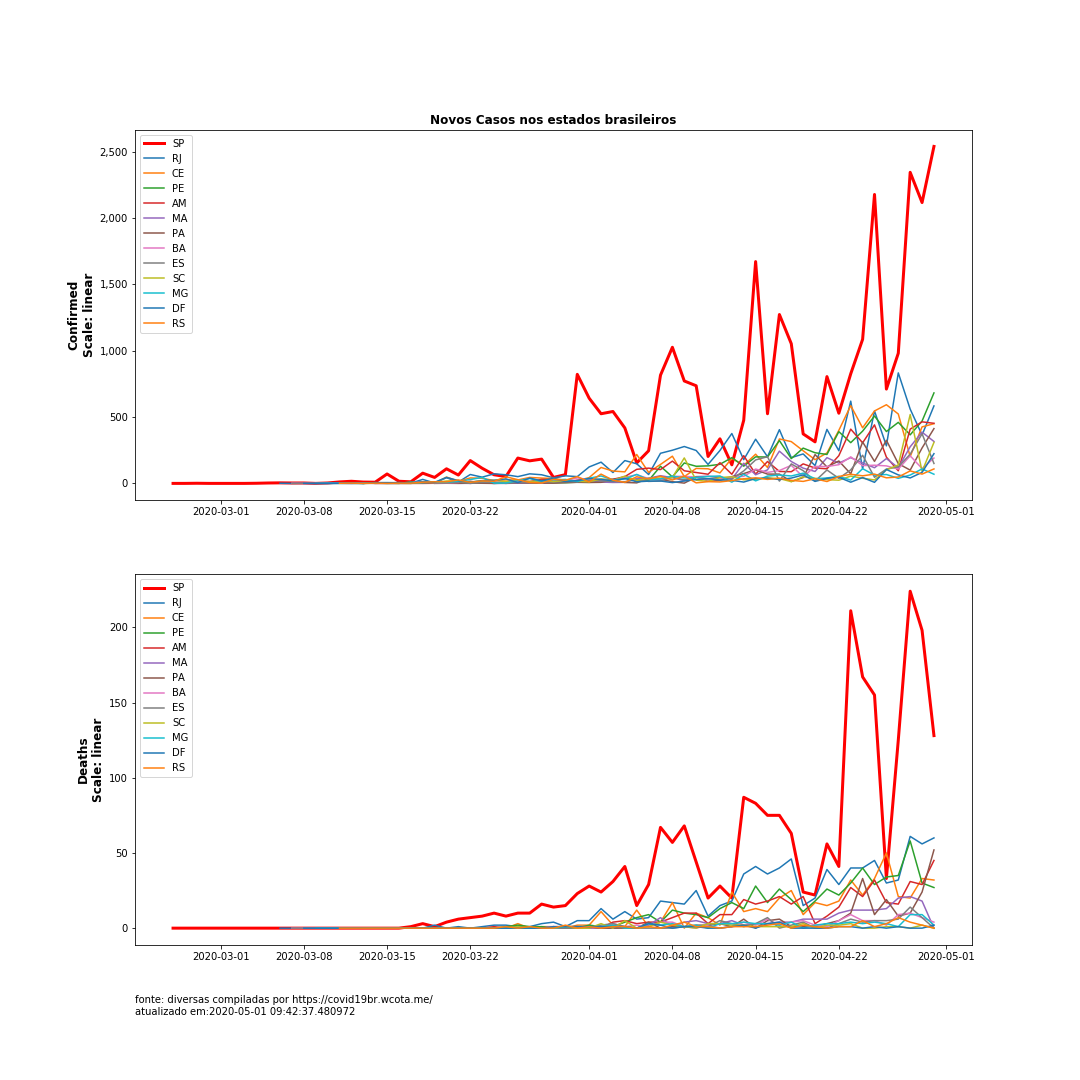 Novos Casos nos estados brasileiros
Confirmed
Scale: linear
2,500
2,000
1,500
1,000
500
0
SP
RJ
CE
PE
AM
MA
PA
BA
ES
SC
MG
DF
RS
2020-03-01
2020-03-08
2020-03-15
2020-03-22
2020-04-01
2020-04-08
2020-04-15
2020-04-22
2020-05-01
Deaths
Scale: linear
200
150
100
50
0
SP
RJ
CE
PE
AM
MA
PA
BA
ES
SC
MG
DF
RS
2020-03-01
2020-03-08
2020-03-15
2020-03-22
2020-04-01
2020-04-08
2020-04-15
2020-04-22
2020-05-01
fonte: diversas compiladas por https://covid19br.wcota.me/
atualizado em:2020-05-01 09:42:37.480972